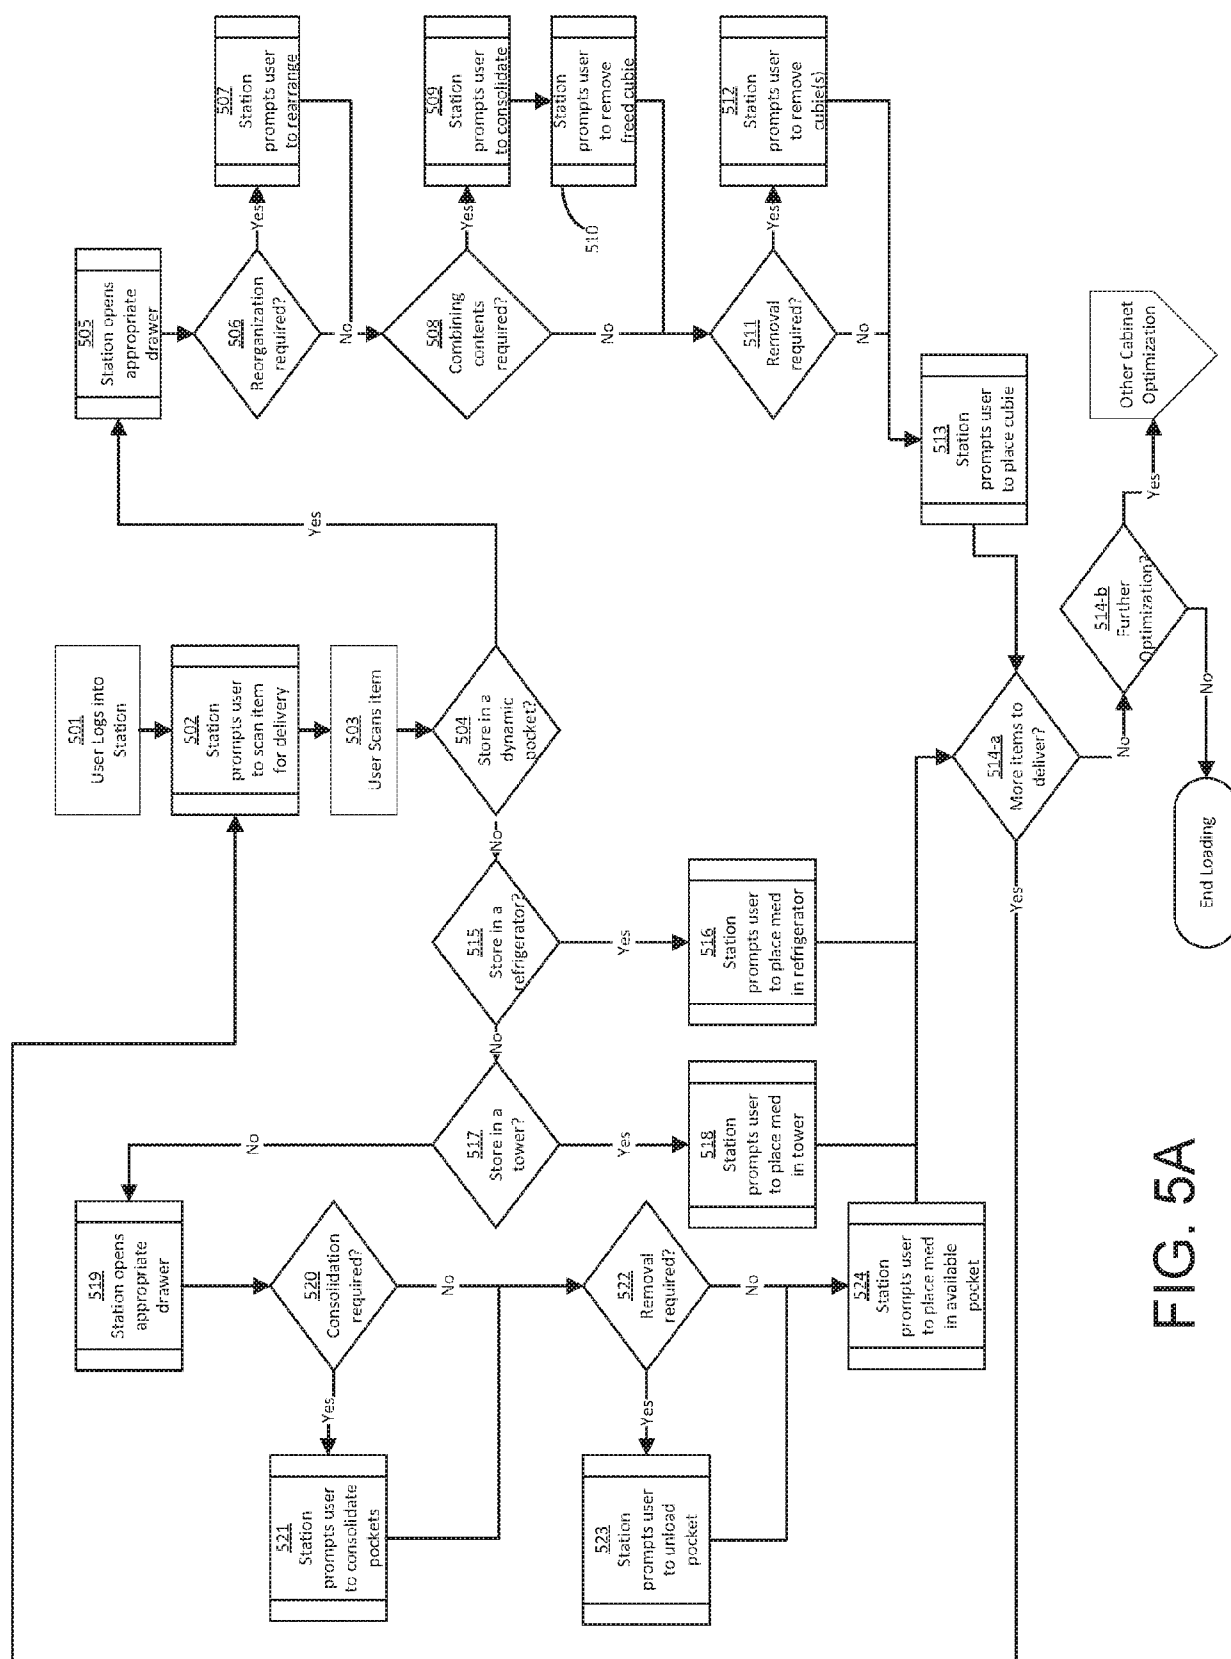 501
User Logs into
Station
502
Station
prompts user
to scan item
for delivery
503
User Scans item
504
Store in a
dynamic
pocket?
Yes
No
505
Station opens
appropriate
drawer
506
Reorganization
required?
Yes
No
507
Station
prompts user
to rearrange
508
Combining
contents
required?
Yes
No
509
Station
prompts user
to consolidate
Station
prompts user
to remove
freed cubie
510
511
Removal
required?
Yes
No
512
Station
prompts user
to remove
cubie(s)
513
Station
prompts user
to place cubie
514-a
More items to
deliver?
Yes
No
514-b
Further
Optimization?
Yes
No
Other Cabinet
Optimization
End Loading
515
Store in a
refrigerator?
Yes
No
516
Station
prompts user
to place med
in refrigerator
517
Store in a
tower?
Yes
No
518
Station
prompts user
to place med
in tower
519
Station opens
appropriate
drawer
520
Consolidation
required?
Yes
No
521
Station
prompts user
to consolidate
pockets
522
Removal
required?
Yes
No
523
Station
prompts user
to unload
pocket
524
Station
prompts user
to place med
in available
pocket
FIG. 5A